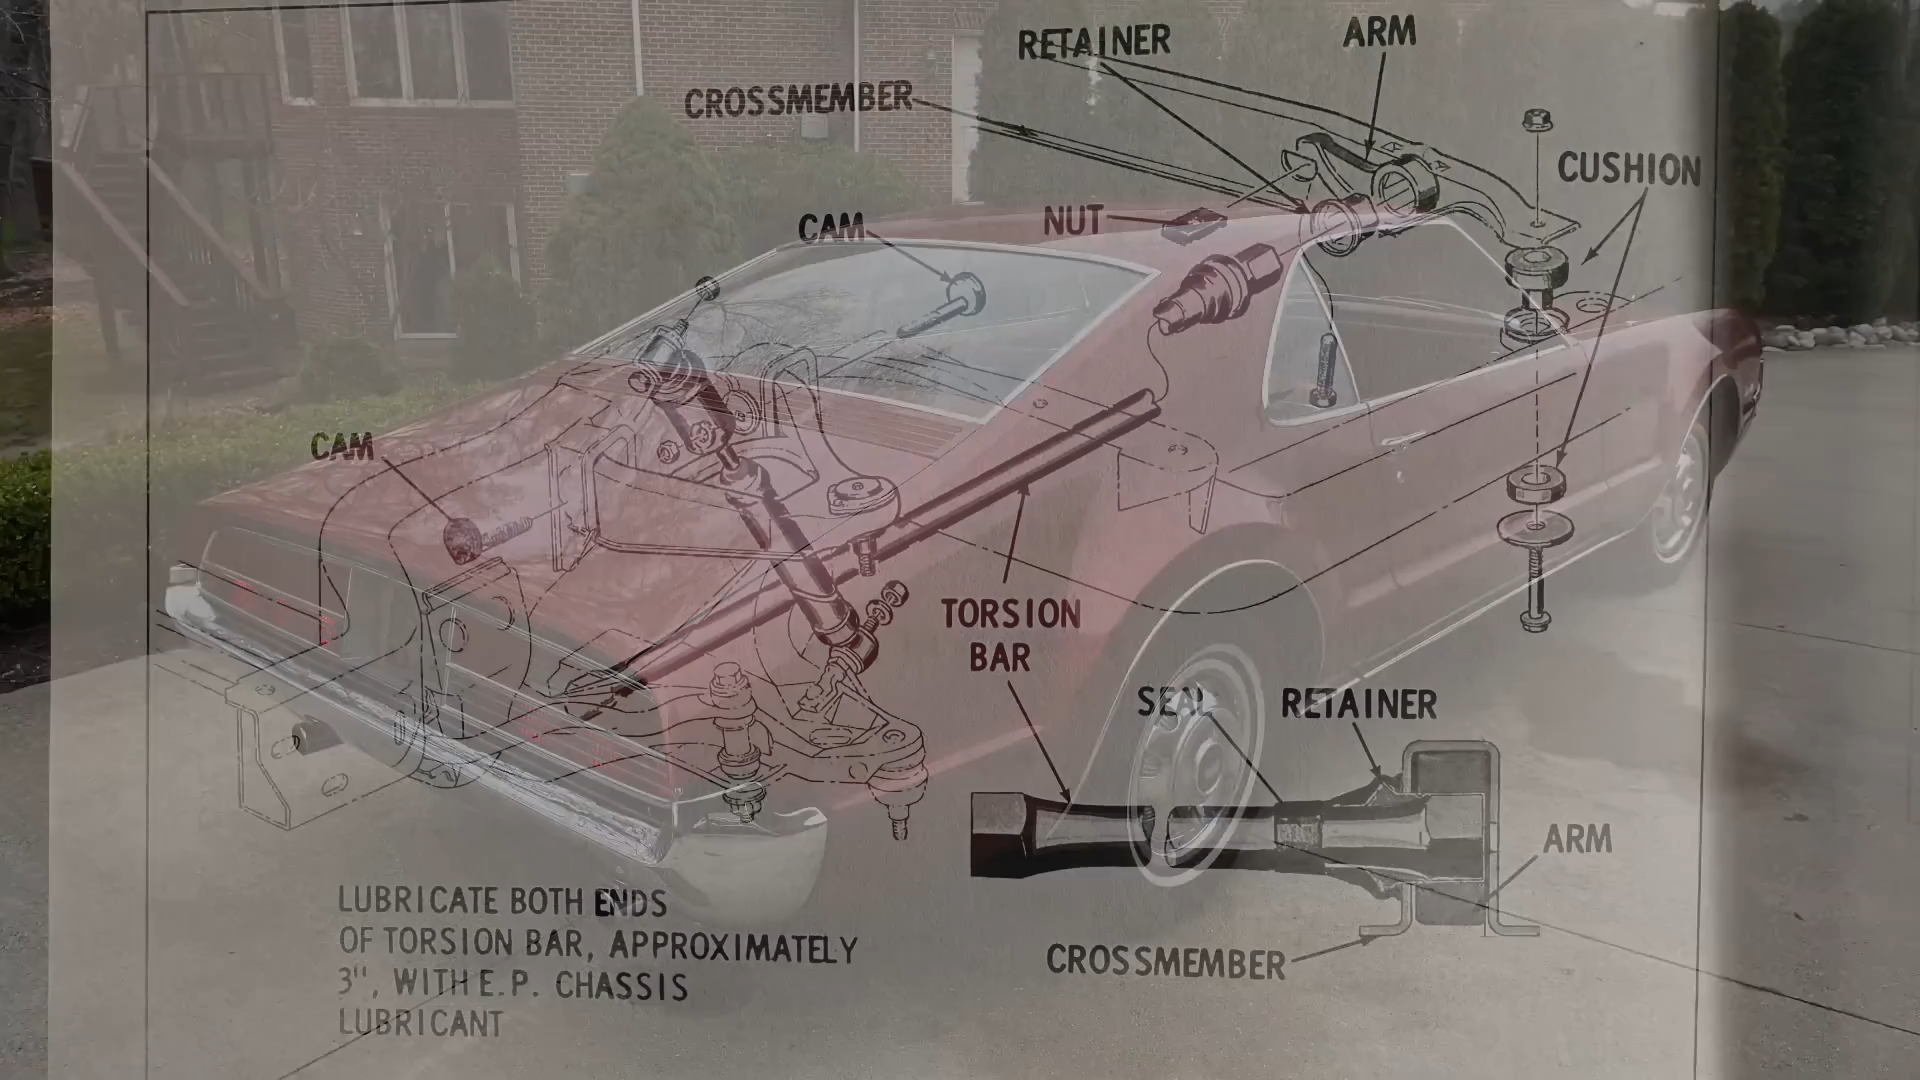 RETAINER
ARM
CROSSMEMBER
CUSHION
CAM
NUT
CAM
TORSION
BAR
SEAL
RETAINER
ARM
CROSSMEMBER
LUBRICATE BOTH ENDS
OF TORSION BAR, APPROXIMATELY
3", WITH E.P. CHASSIS
LUBRICANT